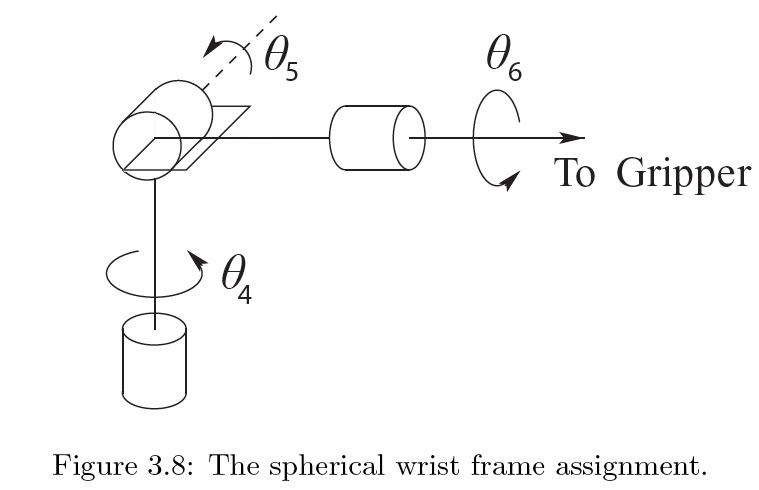 θ5
θ6
To Gripper
θ4
Figure 3.8: The spherical wrist frame assignment.